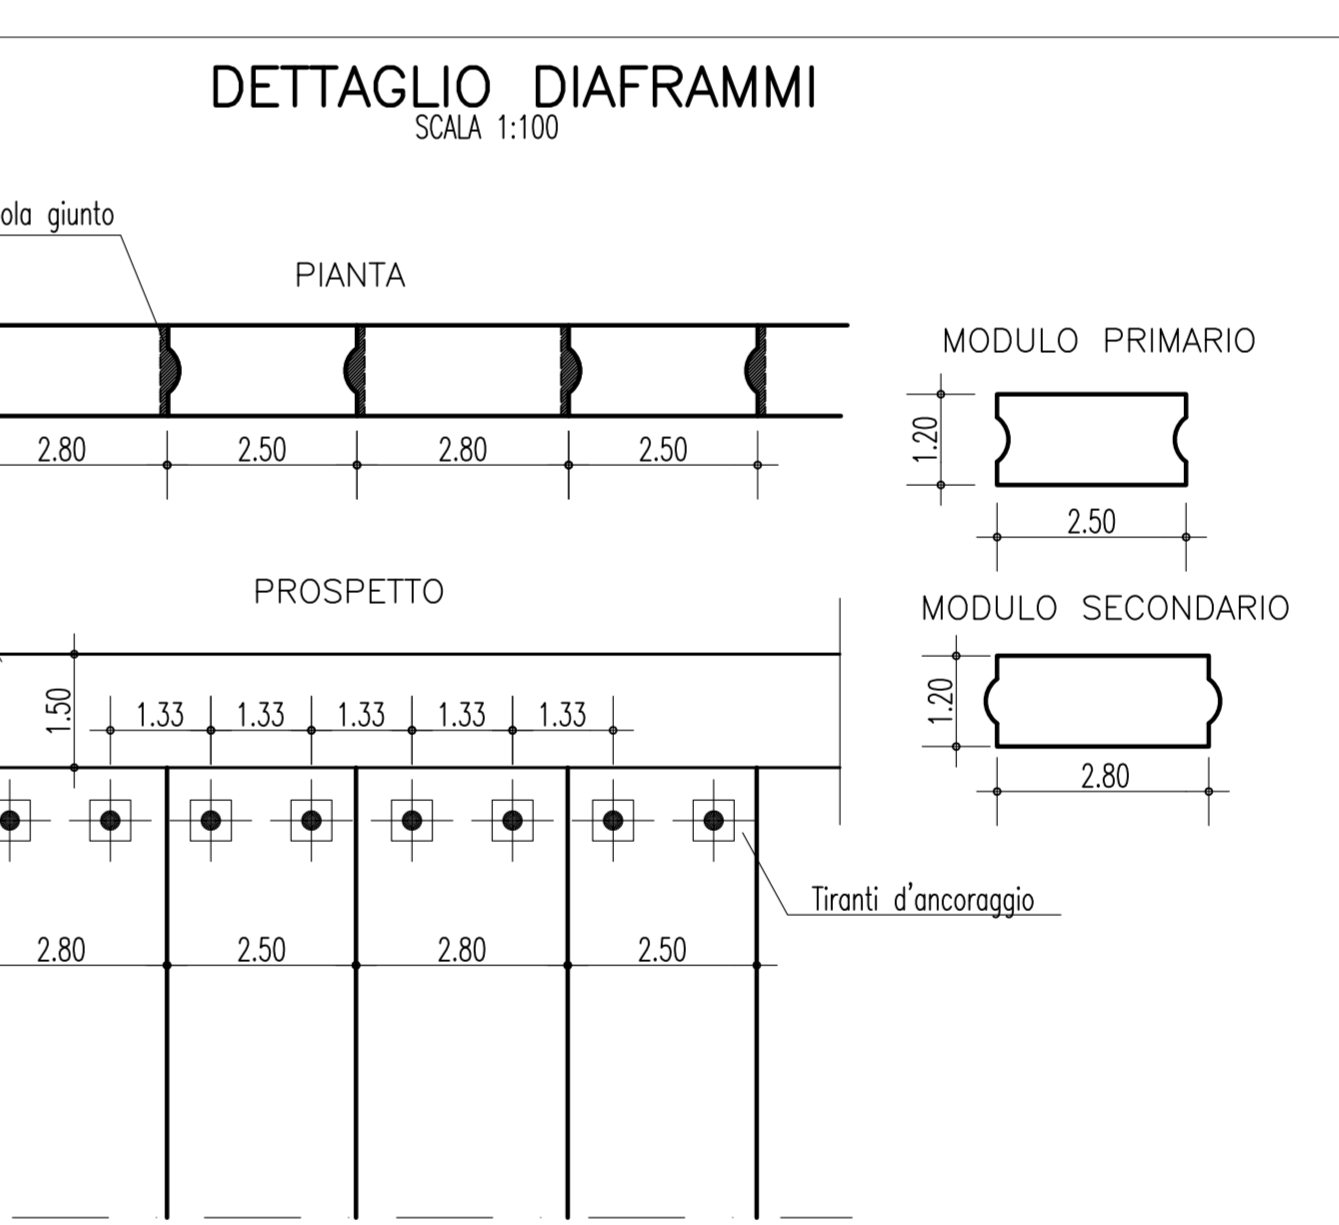 DETTAGLIO DIAFRAMMI
SCALA 1:100
giunto
PIANTA
2.80 2.50 2.80 2.50
MODULO PRIMARIO
1.20
2.50
PROSPETTO
1.50
1.33 1.33 1.33 1.33 1.33
MODULO SECONDARIO
1.20
2.80
Tiranti d'ancoraggio
2.80 2.50 2.80 2.50